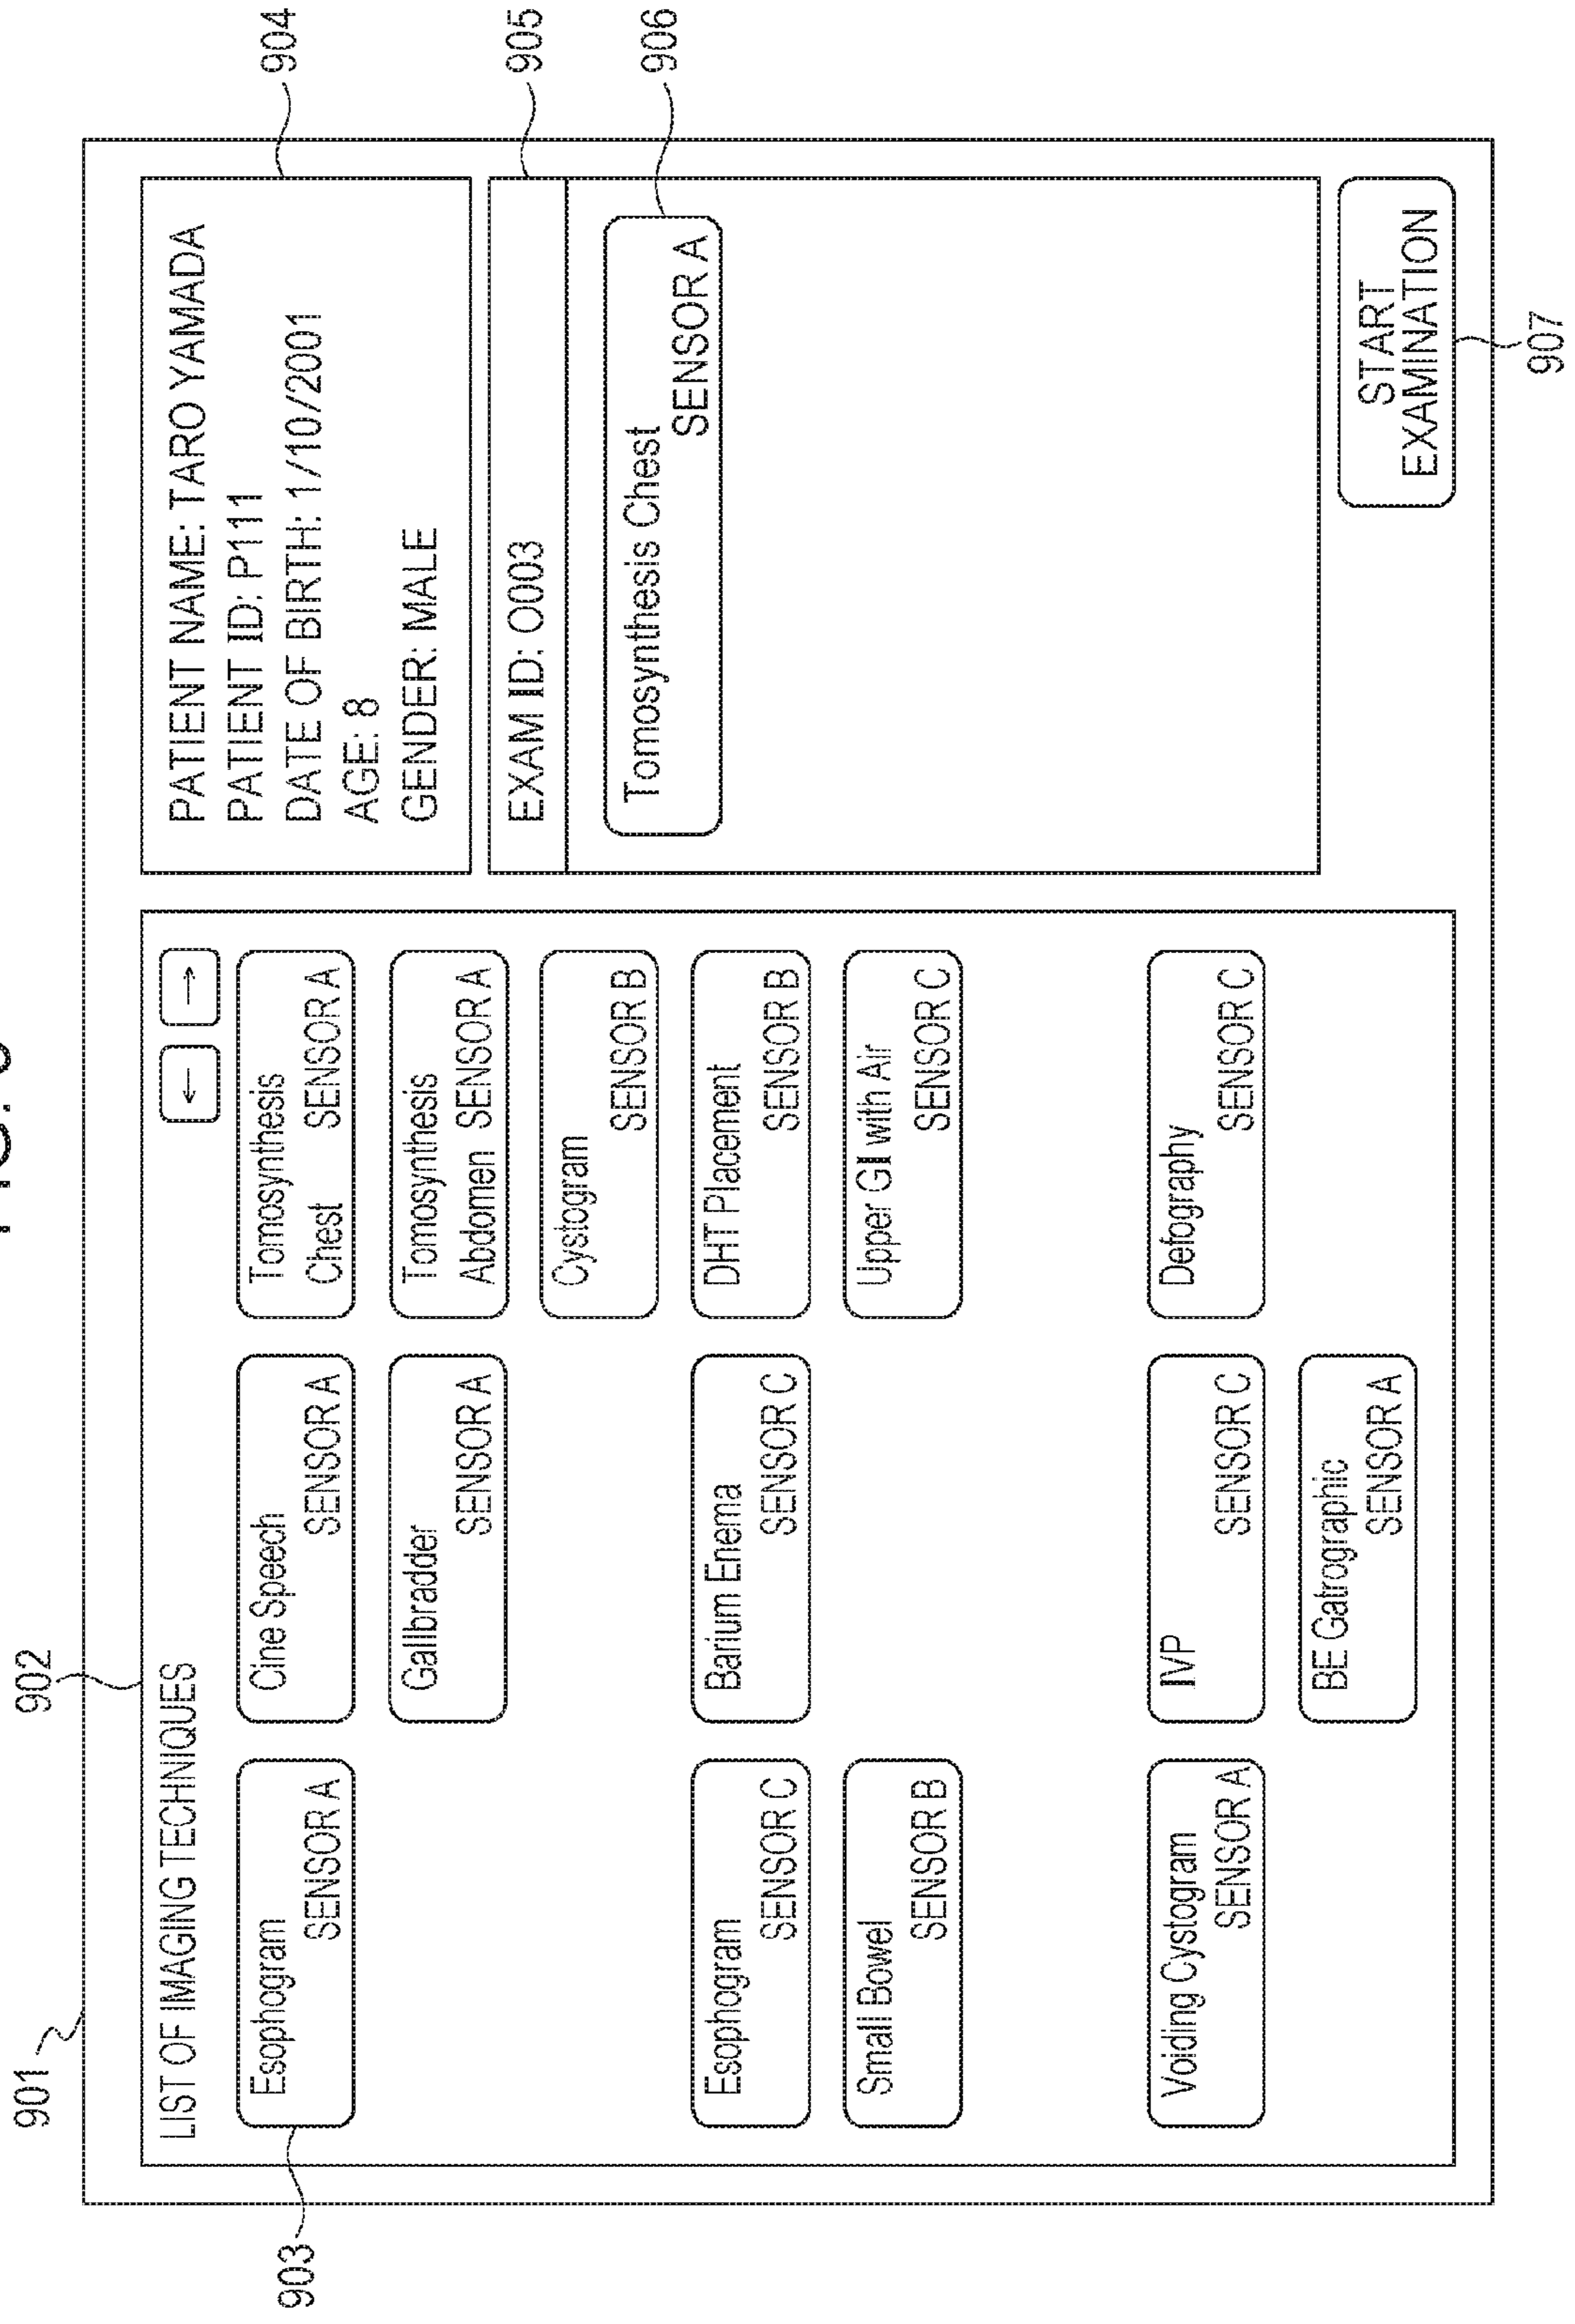 901
902
LIST OF IMAGING TECHNIQUES
← →
903
Esophogram
SENSOR A
Cine Speech
SENSOR A
Tomosynthesis
Chest SENSOR A
Gallbradder
SENSOR A
Tomosynthesis
Abdomen SENSOR A
Cystogram
SENSOR B
Esophogram
SENSOR C
Barium Enema
SENSOR C
DHT Placement
SENSOR B
Small Bowel
SENSOR B
Upper GI with Air
SENSOR C
Voiding Cystogram
SENSOR A
IVP
SENSOR C
Defography
SENSOR C
BE Gatrographic
SENSOR A
PATIENT NAME: TARO YAMADA
PATIENT ID: P111
DATE OF BIRTH: 1/10/2001
AGE: 8
GENDER: MALE
904
EXAM ID: O003
905
Tomosynthesis Chest
SENSOR A
906
START
EXAMINATION
907